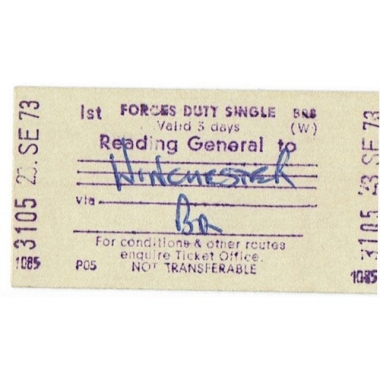 3105 23. SE 73
1085
1st FORCES DUTY SINGLE BRB
Valid 3 days (W)
Reading General to
Winchester
via
BR
For conditions & other routes
enquire Ticket Office.
P05 NOT TRANSFERABLE
3105 23. SE 73
1085